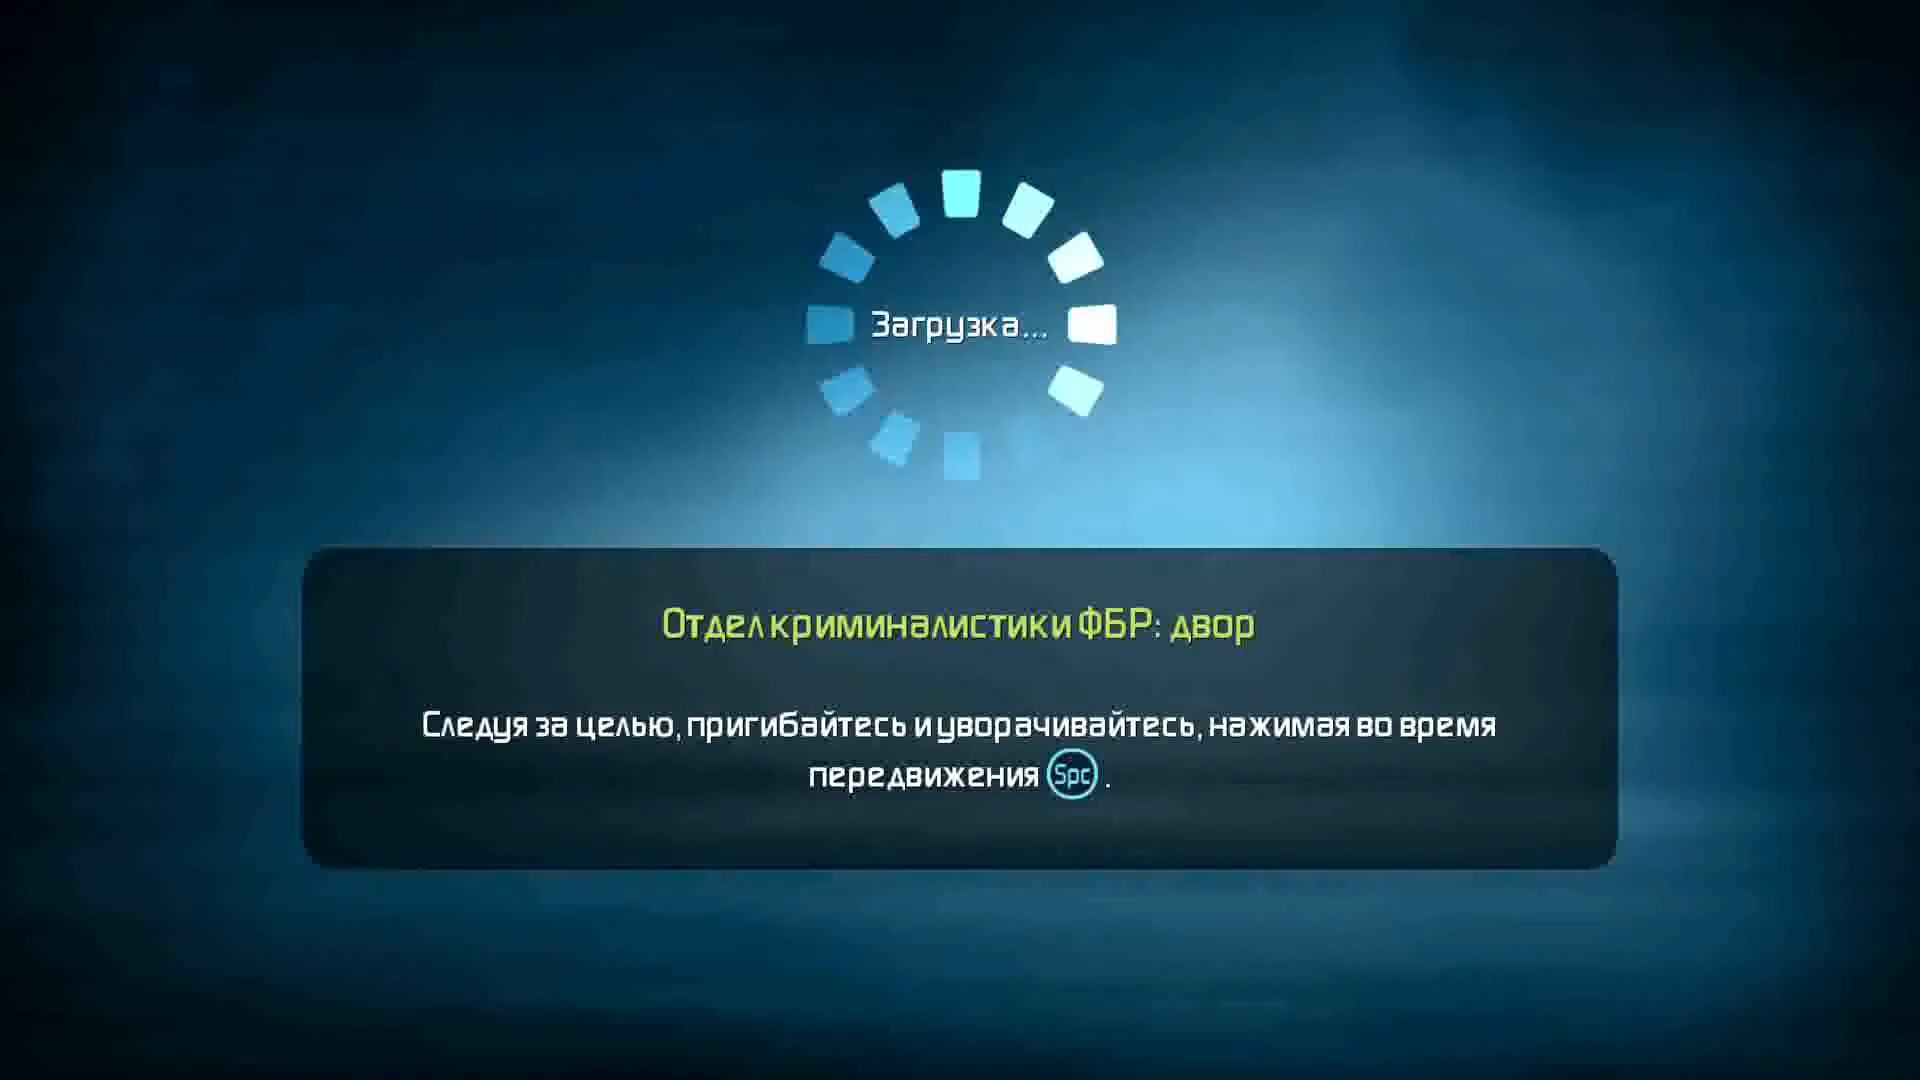 Загрузка...
Отдел криминалистики ФБР: двор
Следуя за целью, пригибайтесь и уворачивайтесь, нажимая во время
передвижения Spc .